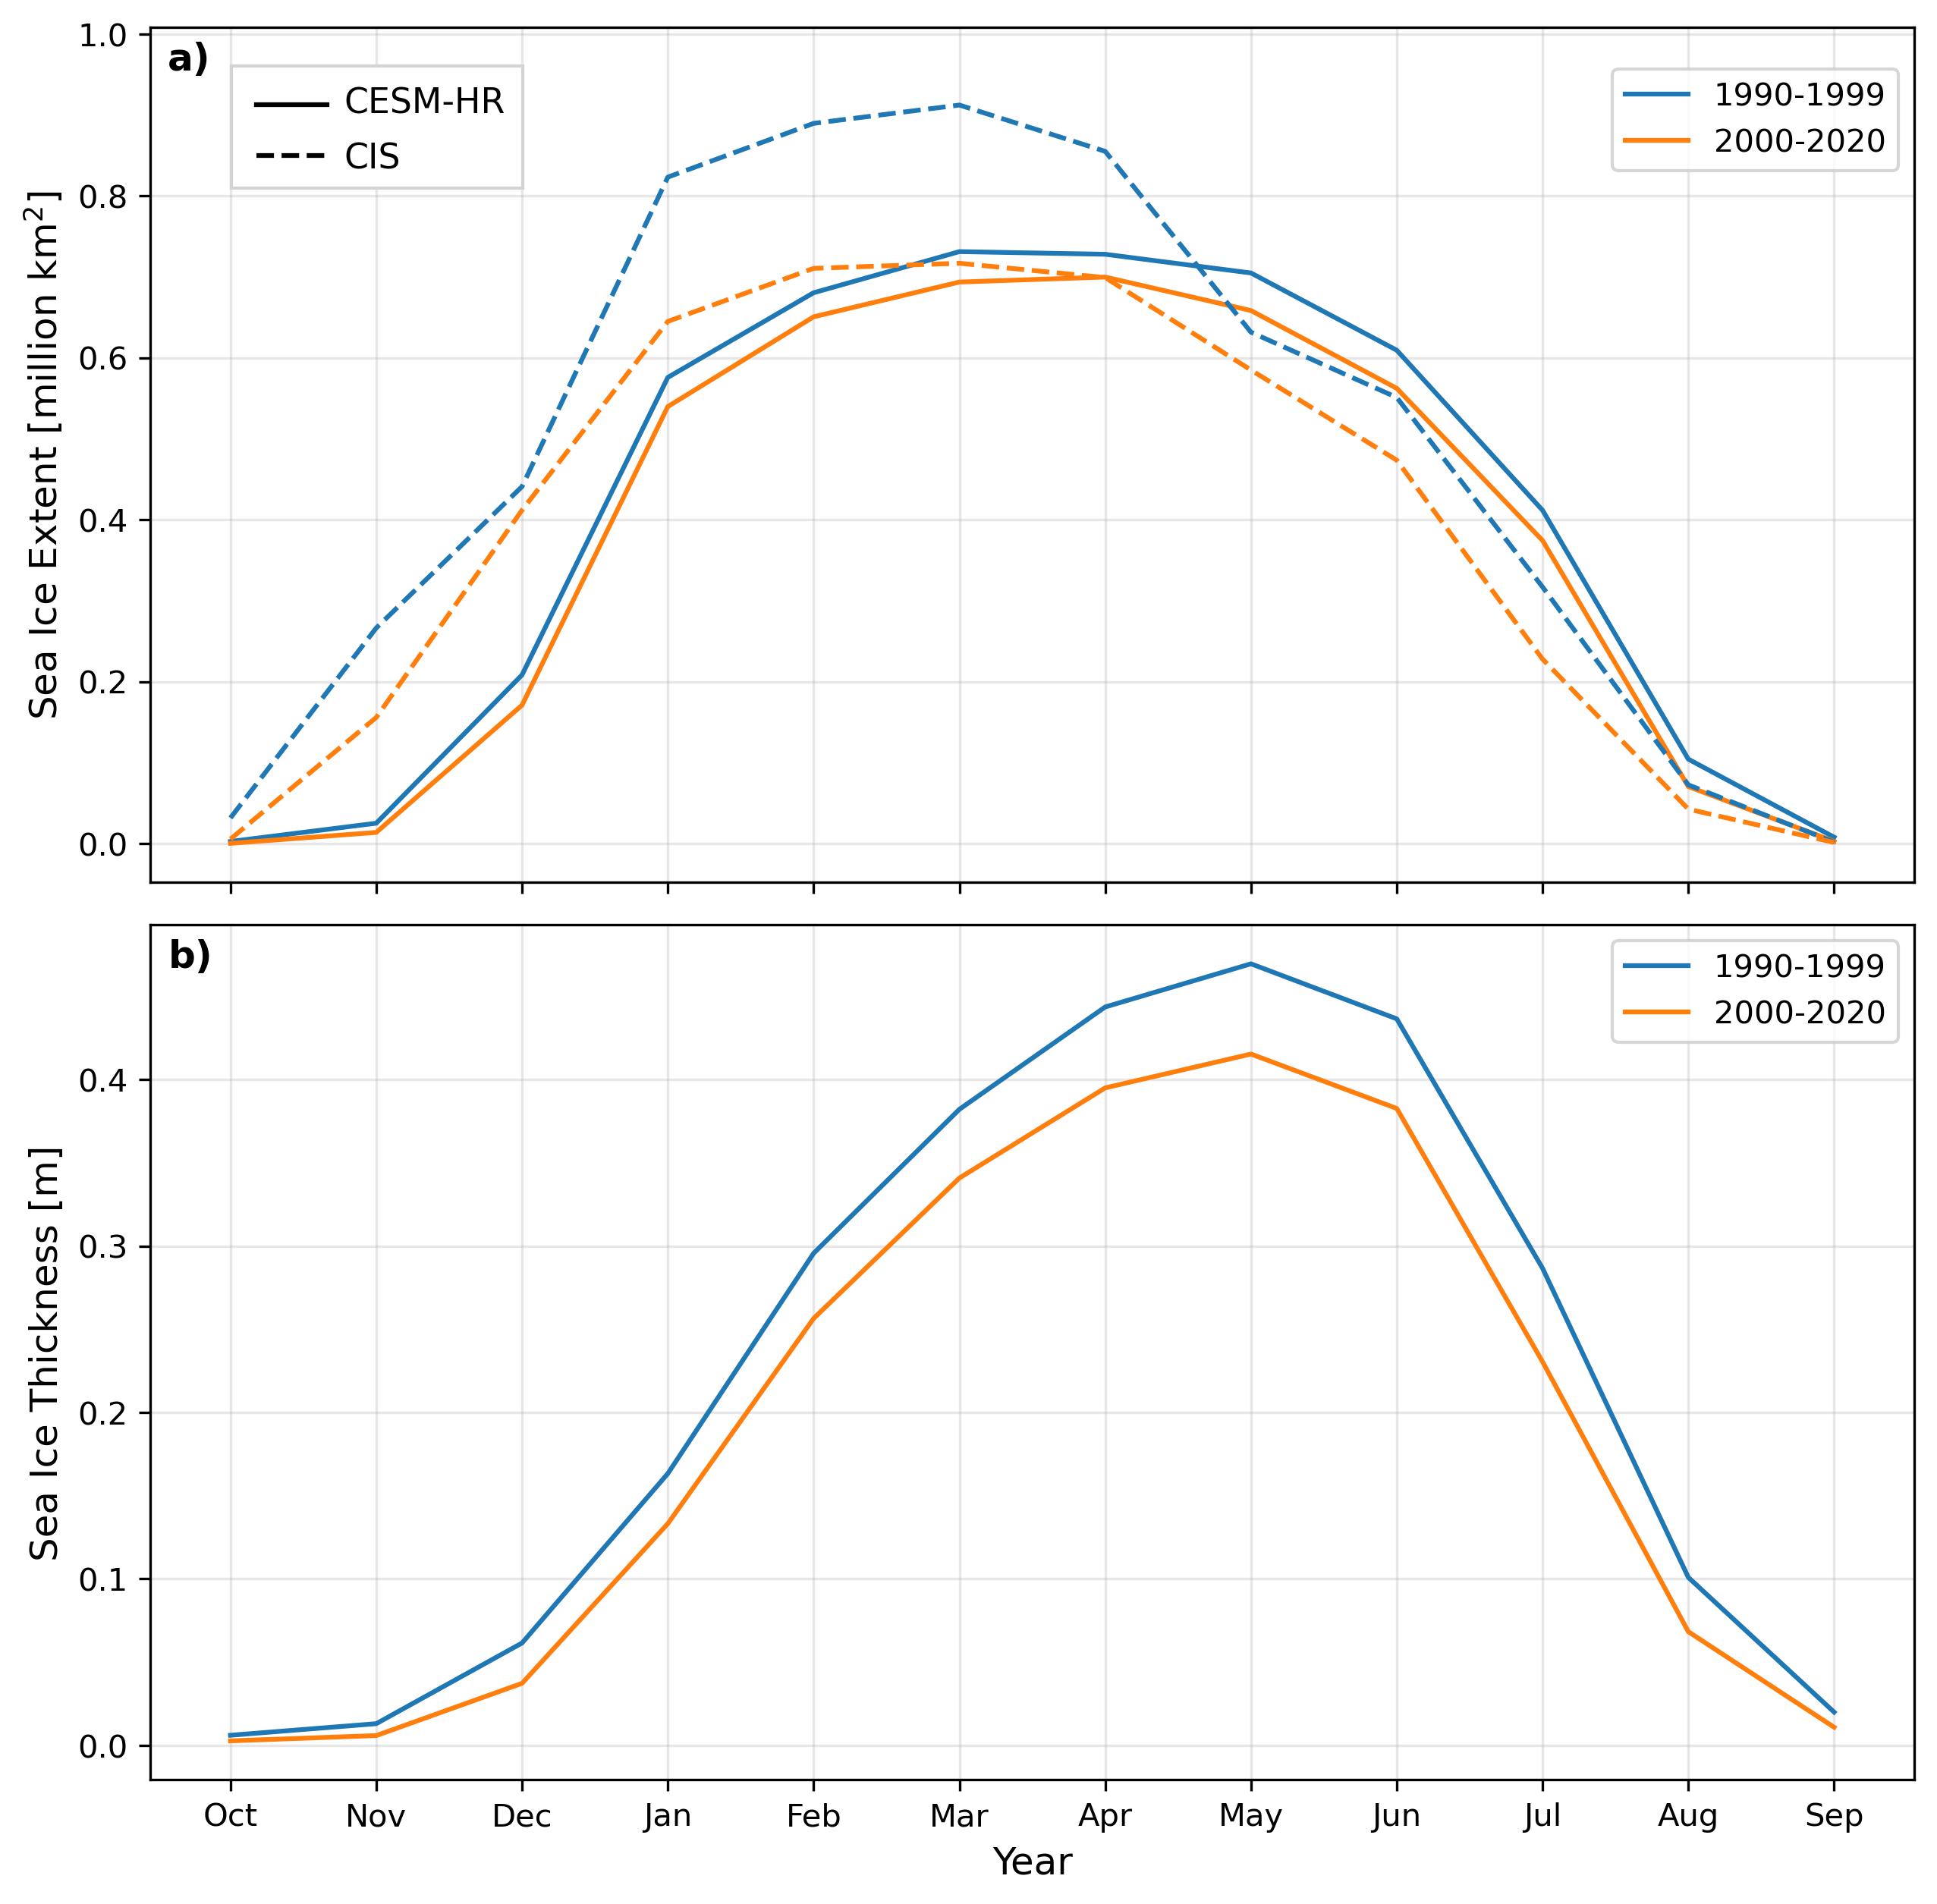 a)
CESM-HR
CIS
1990-1999
2000-2020
Sea Ice Extent [million km²]
1.0
0.8
0.6
0.4
0.2
0.0
b)
1990-1999
2000-2020
Sea Ice Thickness [m]
0.4
0.3
0.2
0.1
0.0
Oct Nov Dec Jan Feb Mar Apr May Jun Jul Aug Sep
Year